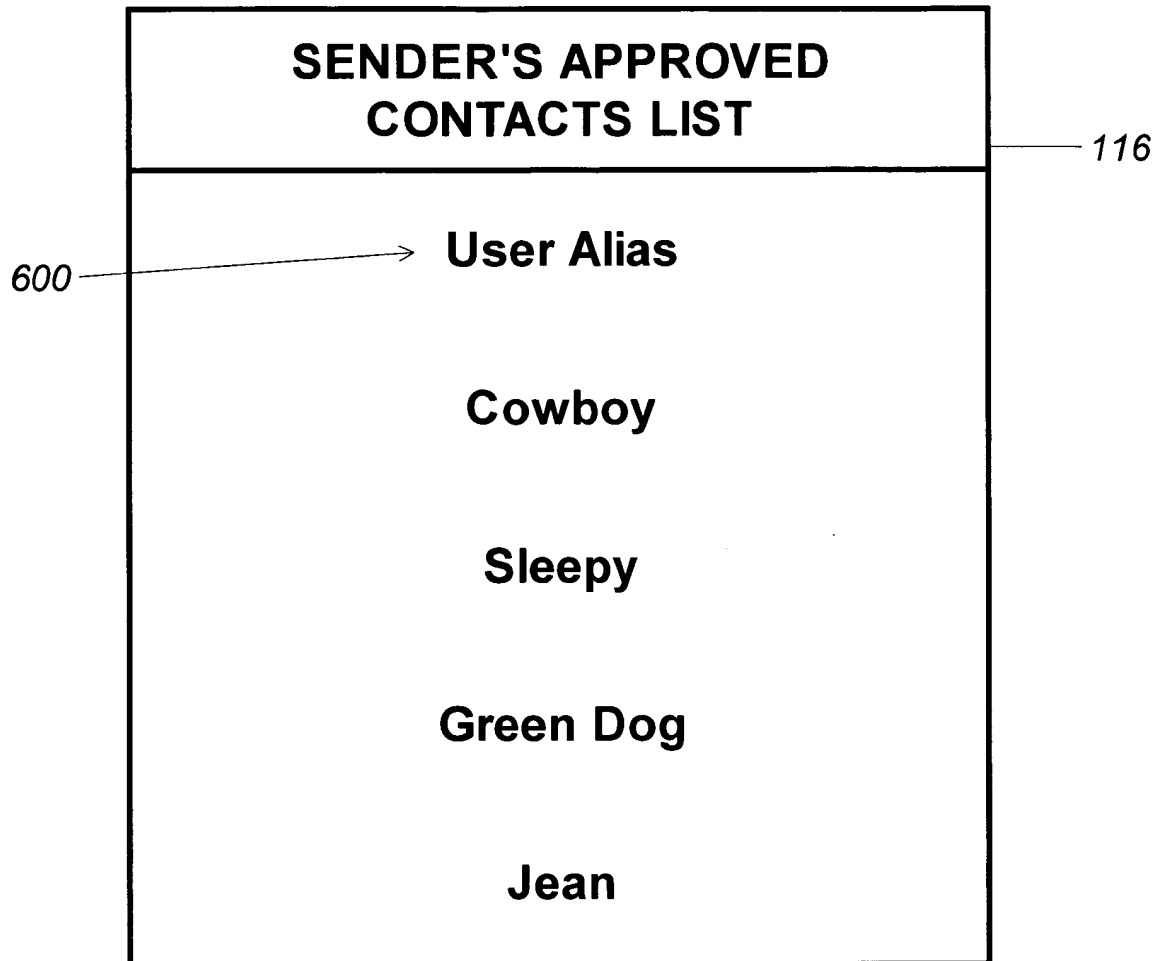 SENDER'S APPROVED
CONTACTS LIST
116
User Alias
600
Cowboy
Sleepy
Green Dog
Jean